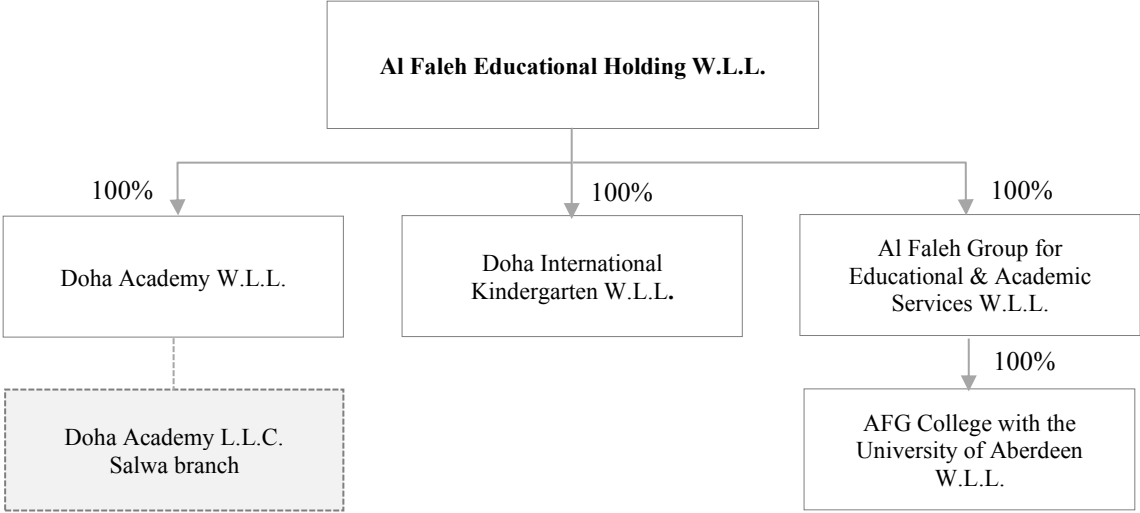 Al Faleh Educational Holding W.L.L.
100%
100%
100%
Doha Academy W.L.L.
Doha International
Kindergarten W.L.L.
Al Faleh Group for
Educational & Academic
Services W.L.L.
100%
Doha Academy L.L.C.
Salwa branch
AFG College with the
University of Aberdeen
W.L.L.